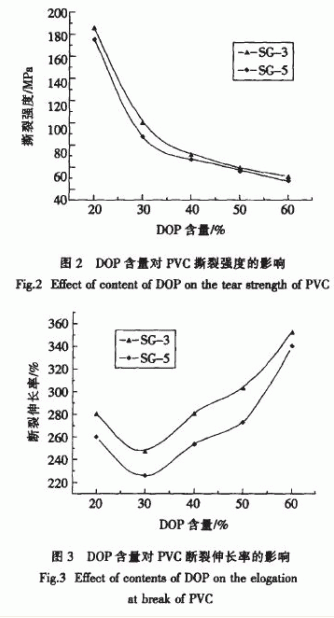 200
180
160
140
120
100
80
60
40
撕裂强度/MPa
SG-3
SG-5
20 30 40 50 60
DOP 含量/%
图 2 DOP 含量对 PVC 撕裂强度的影响
Fig.2 Effect of content of DOP on the tear strength of PVC
360
340
320
300
280
260
240
220
断裂伸长率/%
SG-3
SG-5
20 30 40 50 60
DOP 含量/%
图 3 DOP 含量对 PVC 断裂伸长率的影响
Fig.3 Effect of contents of DOP on the elogation
at break of PVC